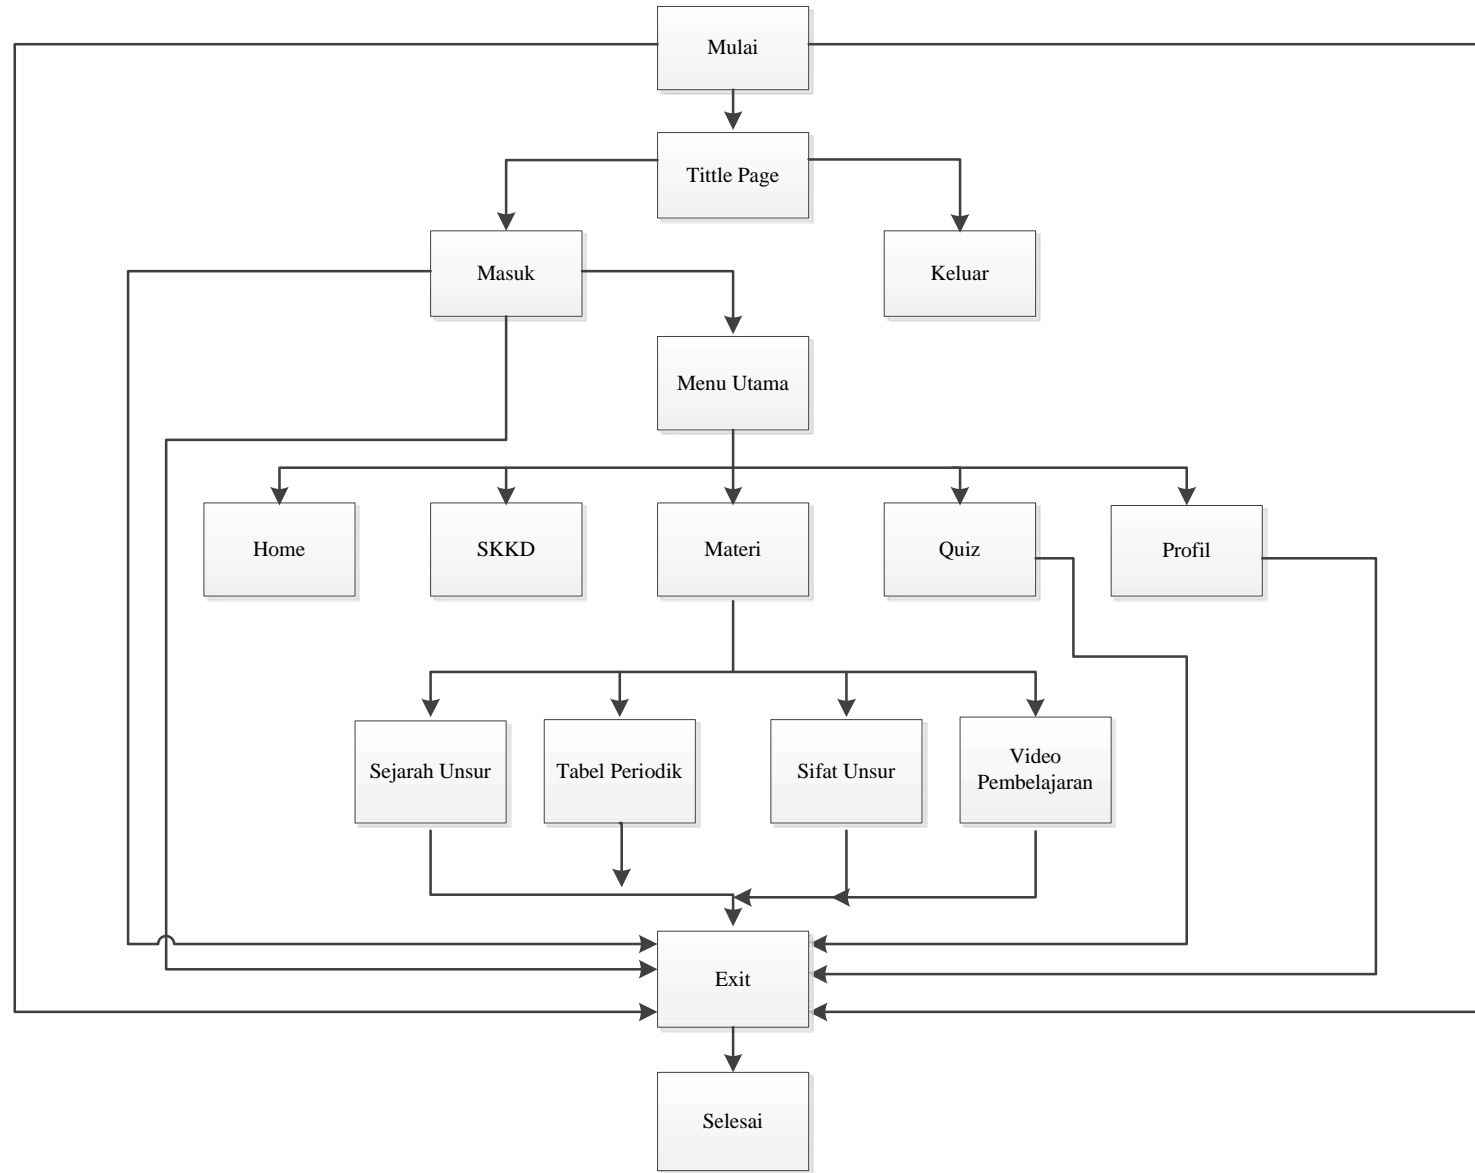 Mulai
Tittle Page
Masuk
Keluar
Menu Utama
Home
SKKD
Materi
Quiz
Profil
Sejarah Unsur
Tabel Periodik
Sifat Unsur
Video
Pembelajaran
Exit
Selesai